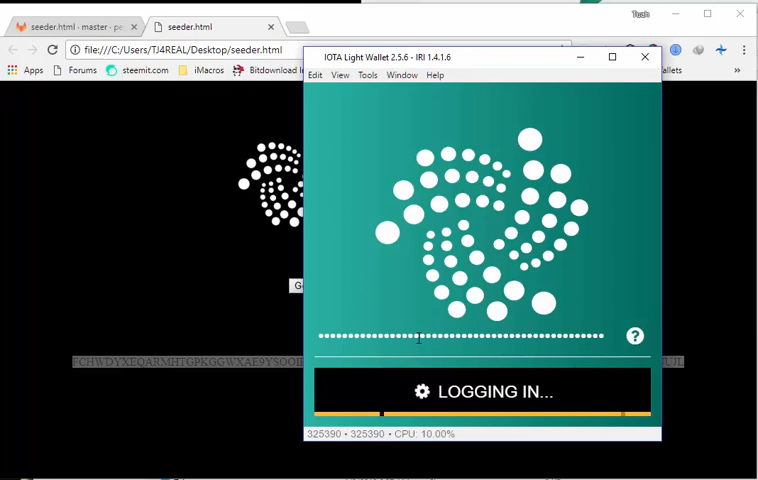 Tush
seeder.html - master - pe
seeder.html
file:///C:/Users/TJ4REAL/Desktop/seeder.html
Apps
Forums
steemit.com
iMacros
Bitdownload
IOTA Light Wallet 2.5.6 - IRI 1.4.1.6
Edit View Tools Window Help
LOGGING IN...
325390 • 325390 • CPU: 10.00%